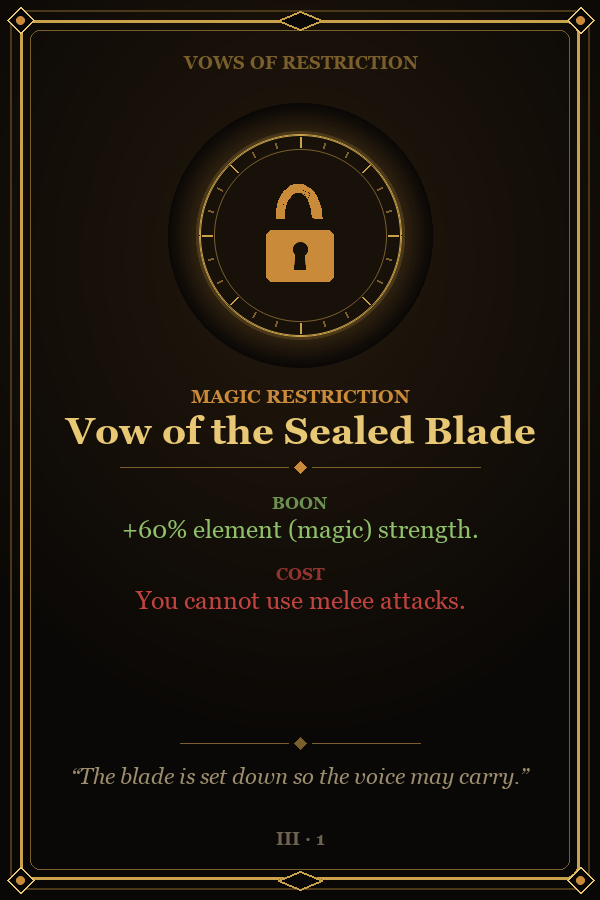 VOWS OF RESTRICTION
MAGIC RESTRICTION
Vow of the Sealed Blade
BOON
+60% element (magic) strength.
COST
You cannot use melee attacks.
“The blade is set down so the voice may carry.”
III · 1